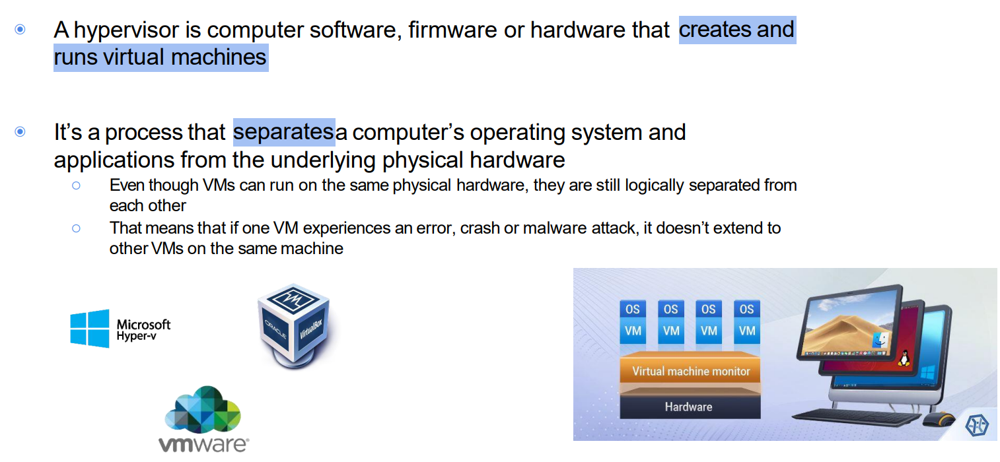 A hypervisor is computer software, firmware or hardware that creates and
runs virtual machines
It’s a process that separates a computer’s operating system and
applications from the underlying physical hardware
Even though VMs can run on the same physical hardware, they are still logically separated from
each other
That means that if one VM experiences an error, crash or malware attack, it doesn’t extend to
other VMs on the same machine
Microsoft
Hyper-v
ORACLE
VirtualBox
vmware®
OS OS OS OS
VM VM VM VM
Virtual machine monitor
Hardware